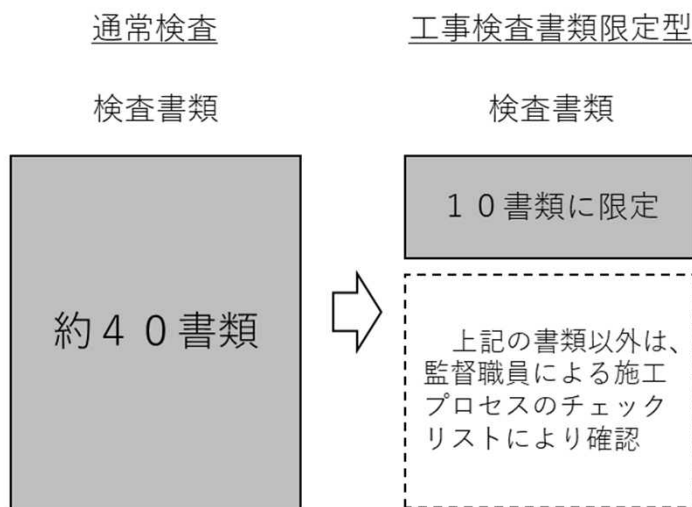 通常検査
工事検査書類限定型
検査書類
検査書類
約４０書類
１０書類に限定
上記の書類以外は、
監督職員による施工
プロセスのチェック
リストにより確認